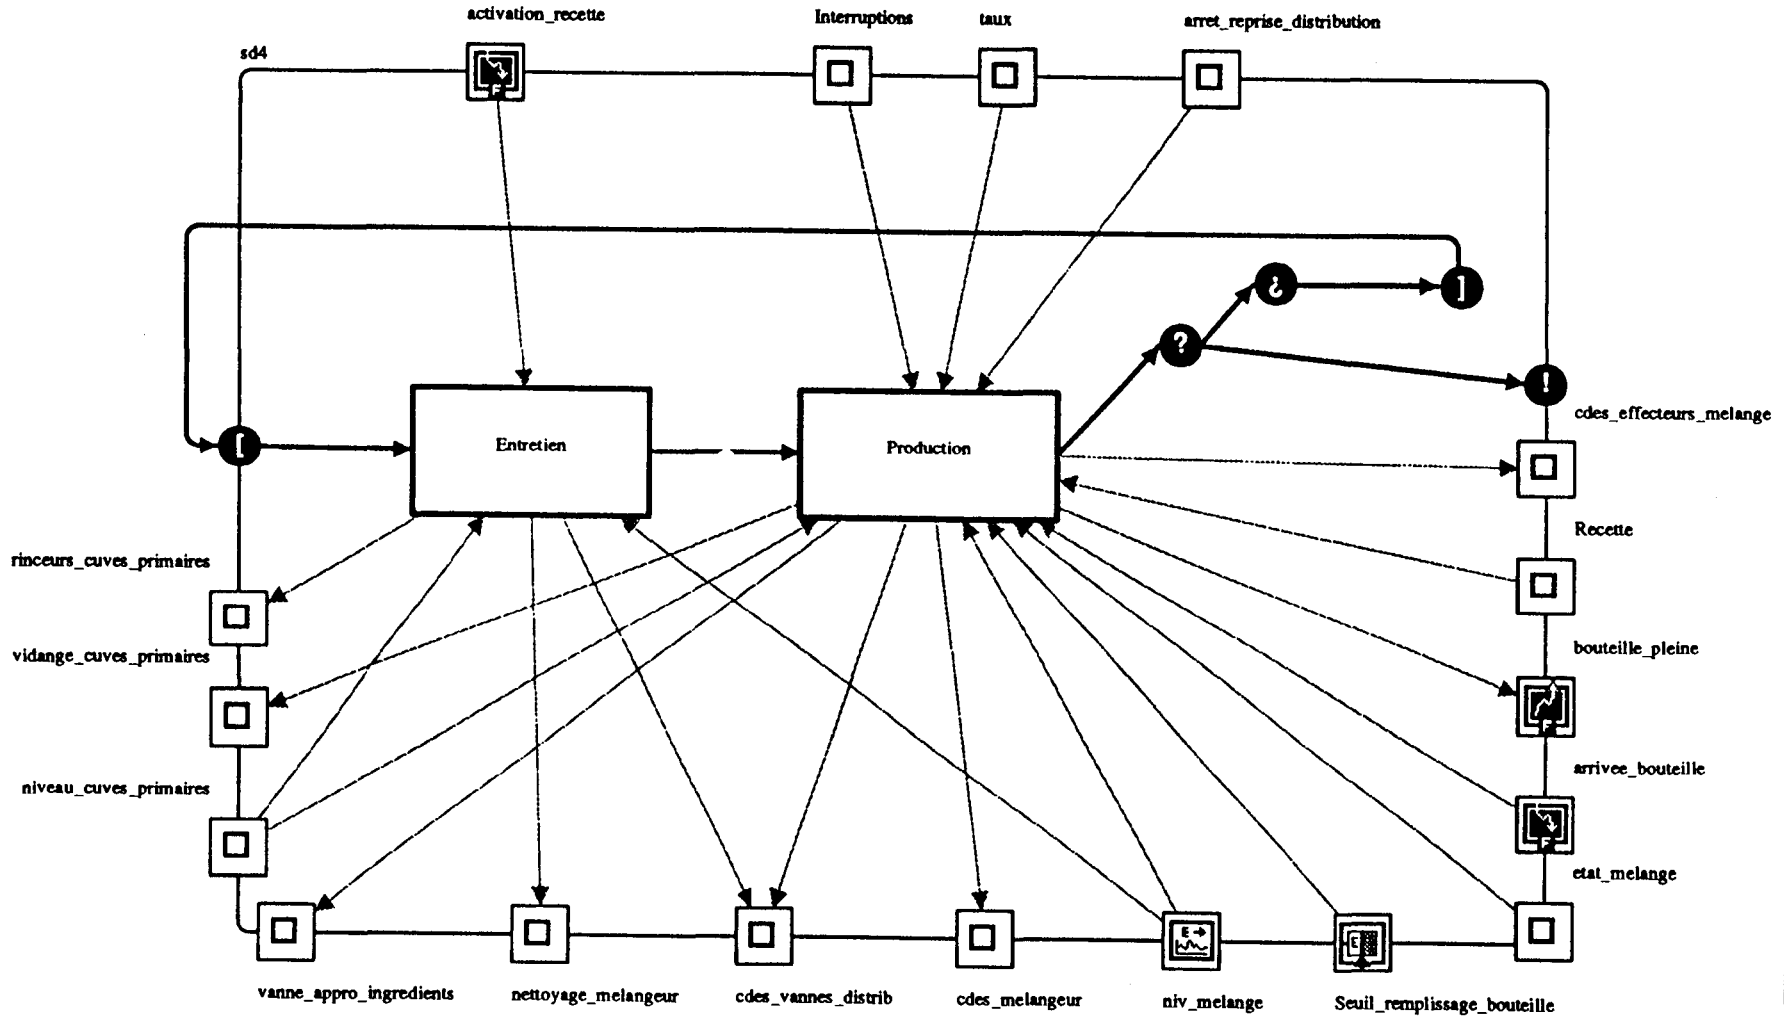 activation_recette
Interruptions
taux
arret_reprise_distribution
sd4
¿
]
?
!
cdes_effecteurs_melange
[
Entretien
Production
Recette
rinceurs_cuves_primaires
bouteille_pleine
vidange_cuves_primaires
arrivee_bouteille
niveau_cuves_primaires
etat_melange
E
E
vanne_appro_ingredients
nettoyage_melangeur
cdes_vannes_distrib
cdes_melangeur
niv_melange
Seuil_remplissage_bouteille